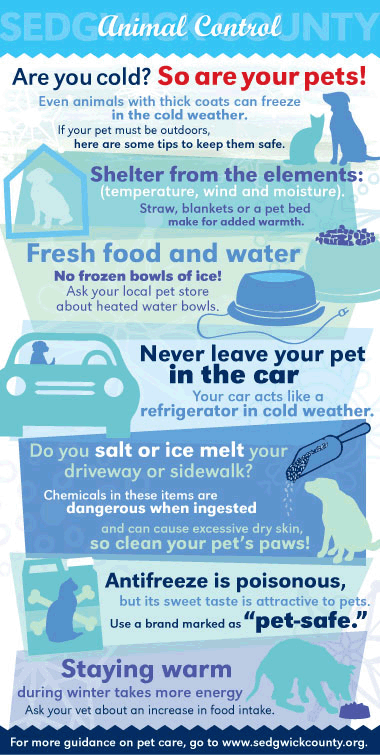 SEDGWICK COUNTY
Animal Control
Are you cold? So are your pets!
Even animals with thick coats can freeze
in the cold weather.
If your pet must be outdoors,
here are some tips to keep them safe.
Shelter from the elements:
(temperature, wind and moisture).
Straw, blankets or a pet bed
make for added warmth.
Fresh food and water
No frozen bowls of ice!
Ask your local pet store
about heated water bowls.
Never leave your pet
in the car
Your car acts like a
refrigerator in cold weather.
Do you salt or ice melt your
driveway or sidewalk?
Chemicals in these items are
dangerous when ingested
and can cause excessive dry skin,
so clean your pet's paws!
Antifreeze is poisonous,
but its sweet taste is attractive to pets.
Use a brand marked as "pet-safe."
Staying warm
during winter takes more energy
Ask your vet about an increase in food intake.
For more guidance on pet care, go to www.sedgwickcounty.org.